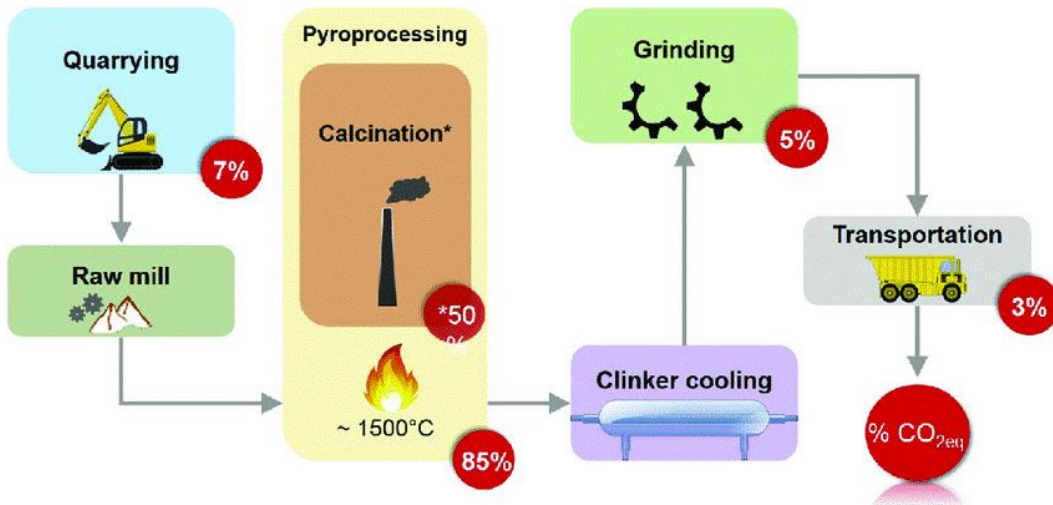 Quarrying
7%
Raw mill
Pyroprocessing
Calcination*
*50
%
~ 1500°C
85%
Clinker cooling
Grinding
5%
Transportation
3%
% CO2eq